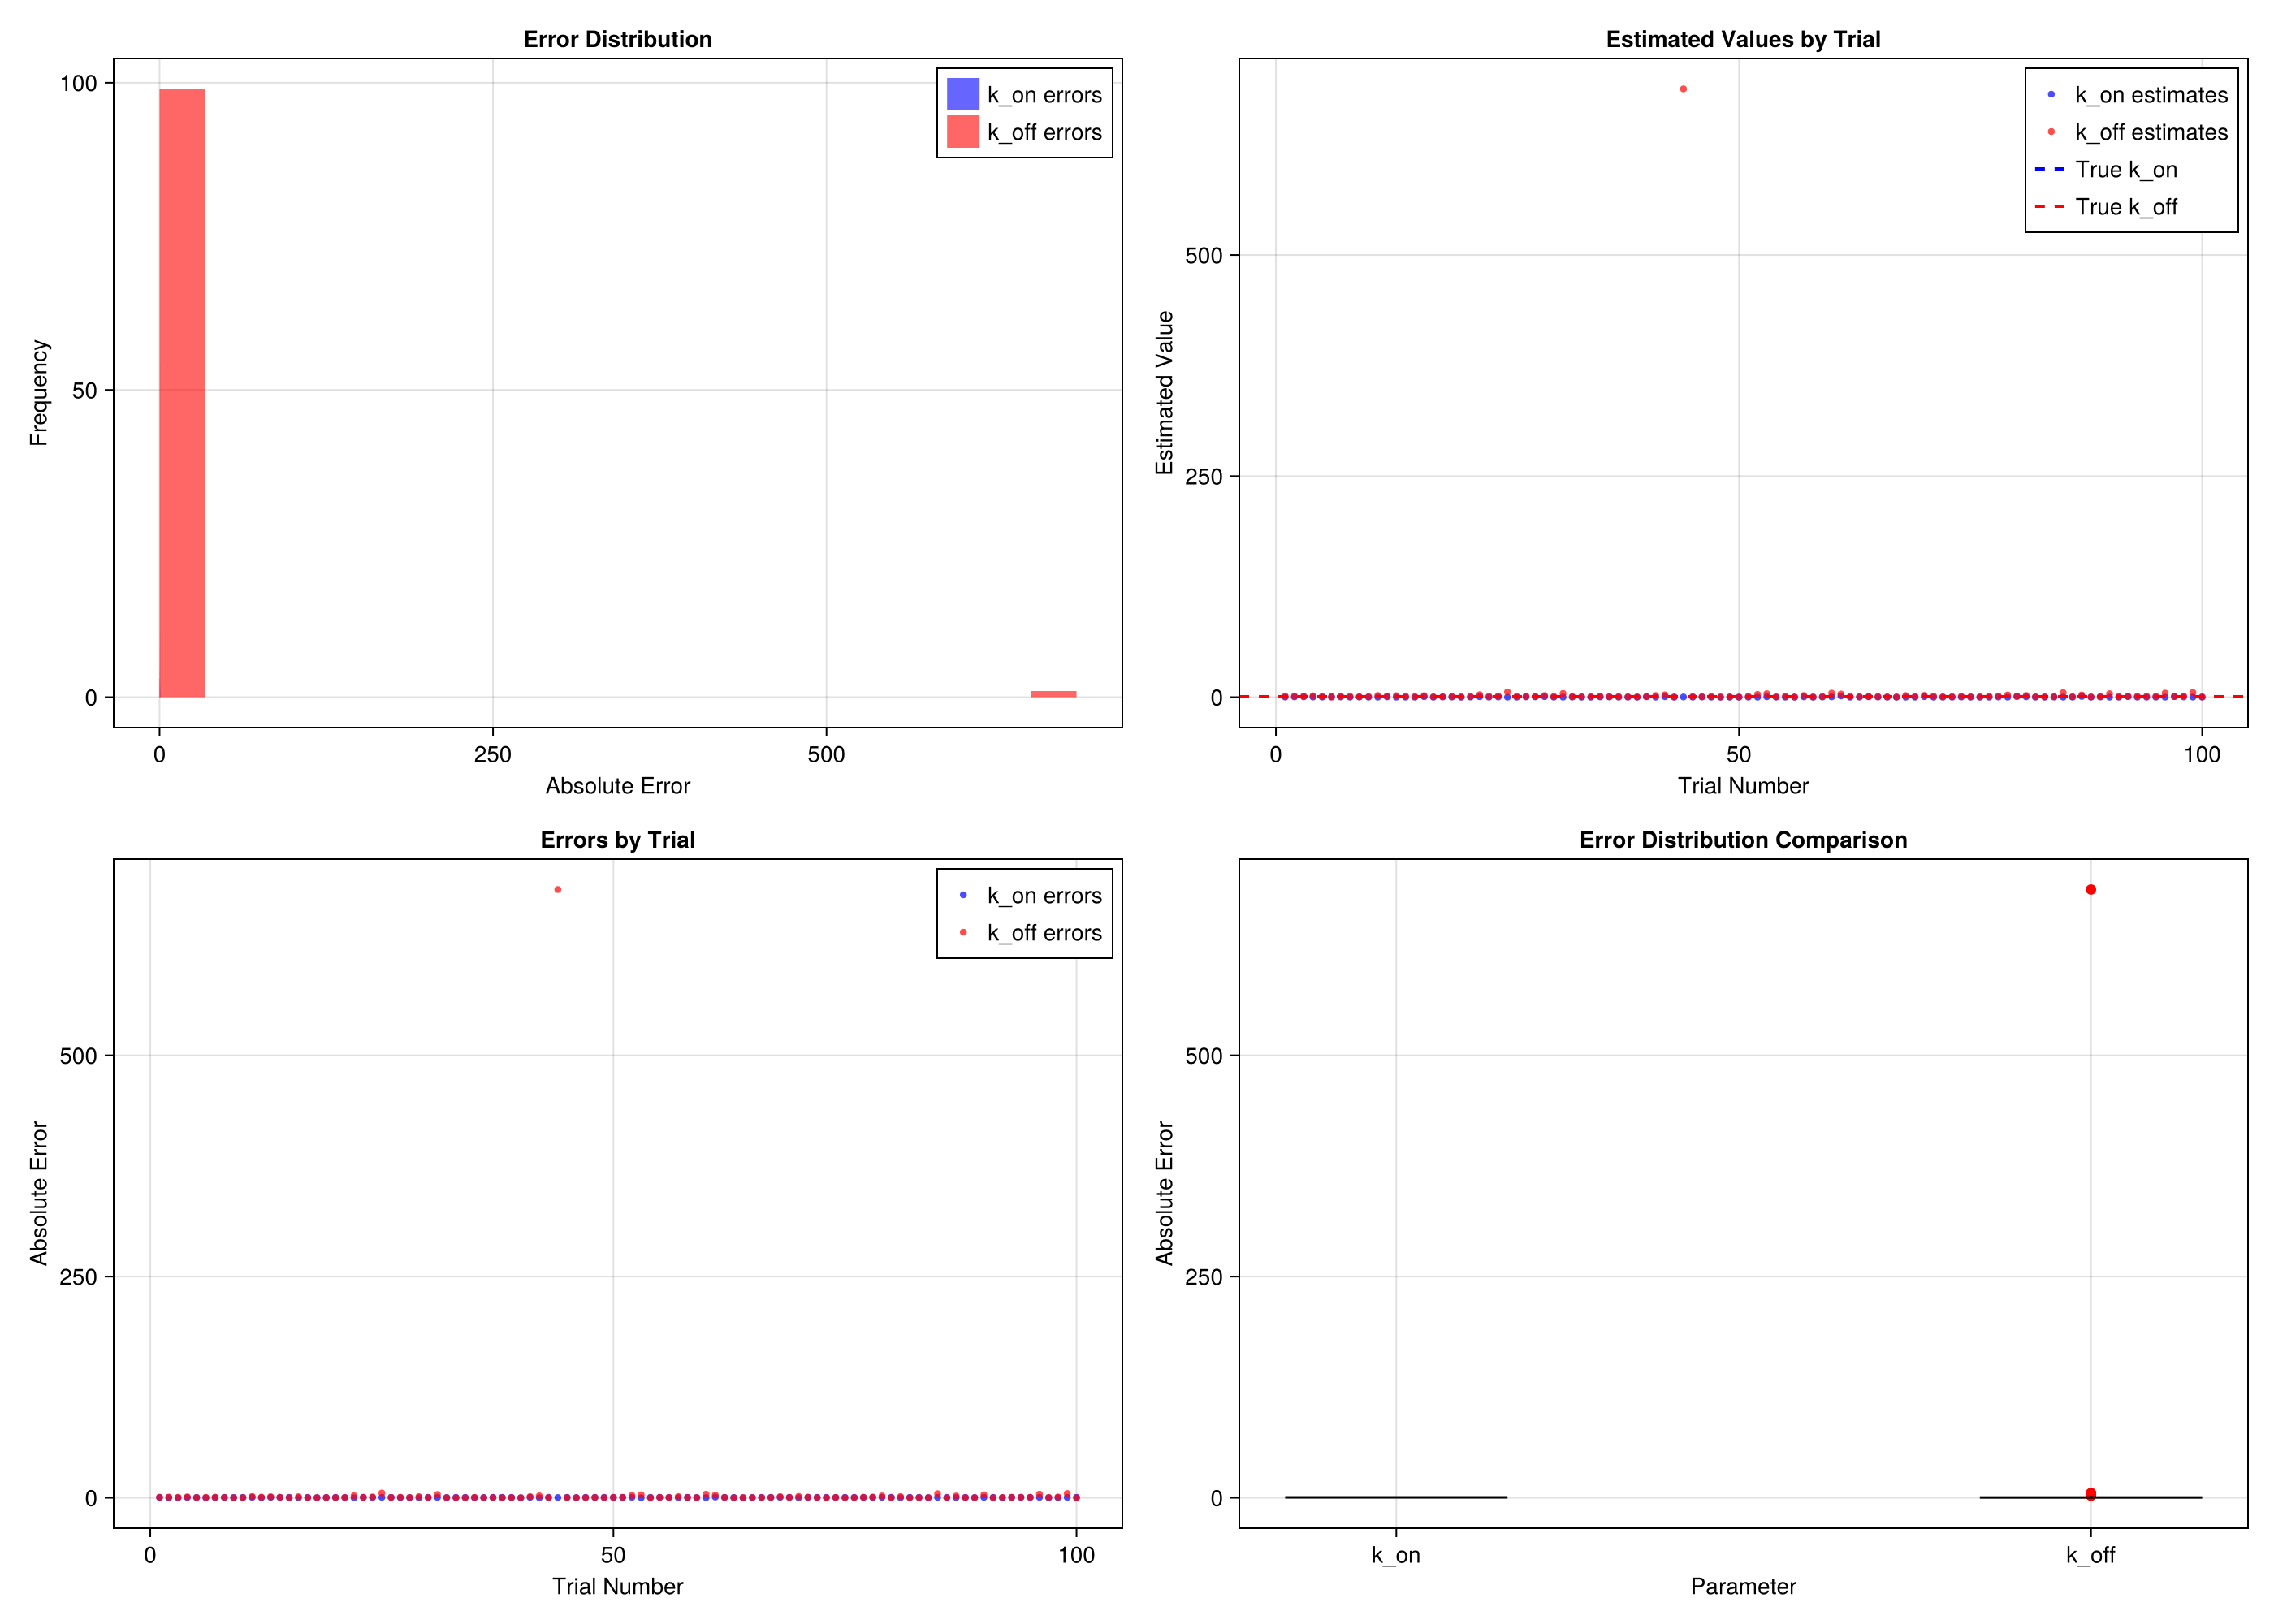 Error Distribution
100
50
0
Frequency
0 250 500
Absolute Error
k_on errors
k_off errors
Estimated Values by Trial
500
250
0
Estimated Value
0 50 100
Trial Number
k_on estimates
k_off estimates
True k_on
True k_off
Errors by Trial
500
250
0
Absolute Error
0 50 100
Trial Number
k_on errors
k_off errors
Error Distribution Comparison
500
250
0
Absolute Error
k_on k_off
Parameter